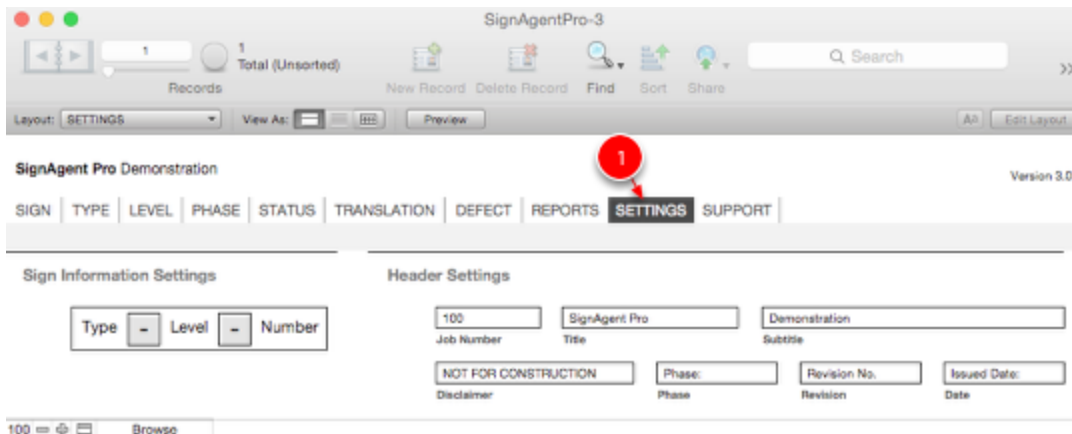 SignAgentPro-3
1
1
Total (Unsorted)
Search
Records
New Record Delete Record Find Sort Share
Layout: SETTINGS View As: Preview Aa Edit Layout
1
SignAgent Pro Demonstration
Version 3.0
SIGN TYPE LEVEL PHASE STATUS TRANSLATION DEFECT REPORTS SETTINGS SUPPORT
Sign Information Settings
Header Settings
Type - Level - Number
100 SignAgent Pro Demonstration
Job Number Title Subtitle
NOT FOR CONSTRUCTION Phase: Revision No. Issued Date:
Disclaimer Phase Revision Date
100 Browse